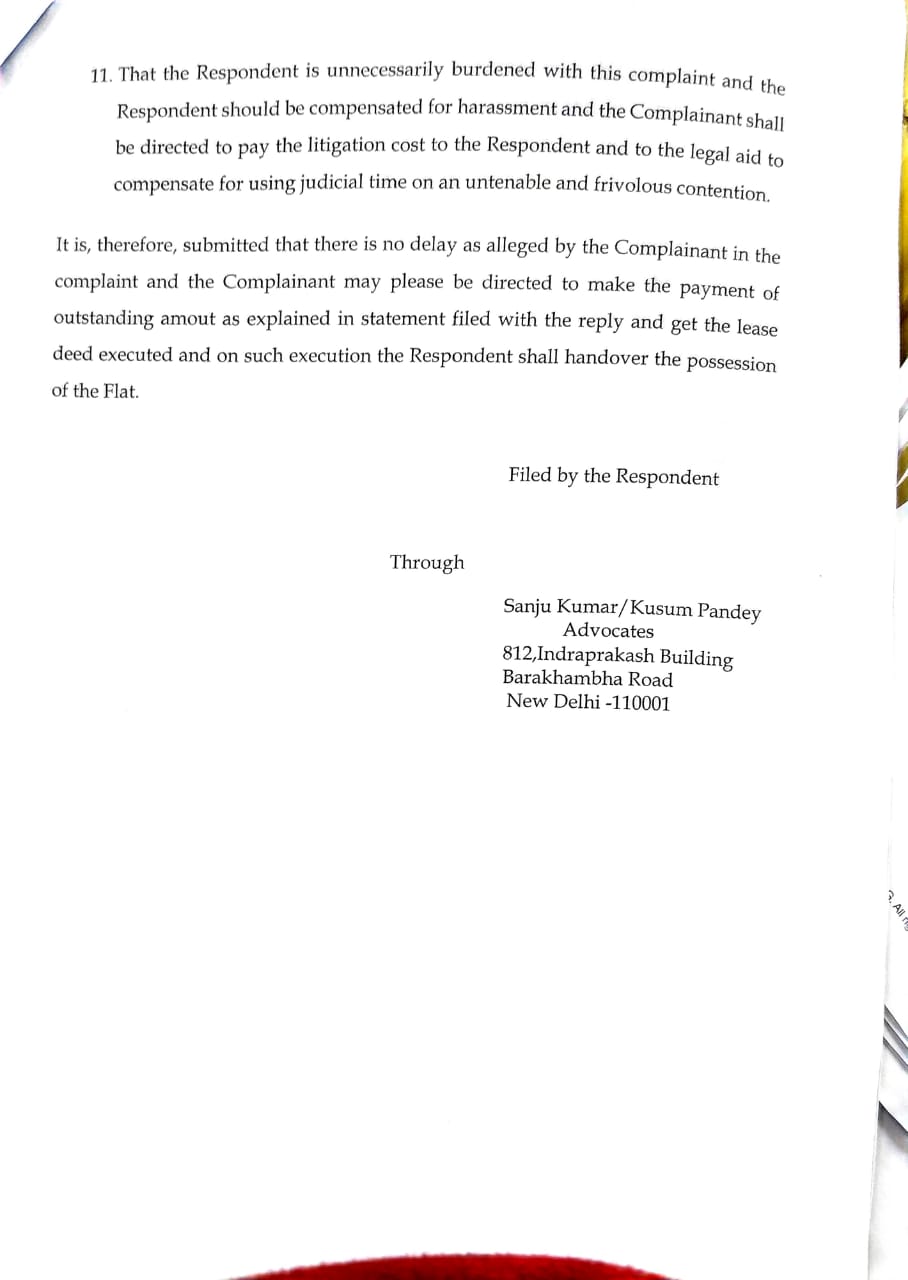 11. That the Respondent is unnecessarily burdened with this complaint and the
Respondent should be compensated for harassment and the Complainant shall
be directed to pay the litigation cost to the Respondent and to the legal aid to
compensate for using judicial time on an untenable and frivolous contention.
It is, therefore, submitted that there is no delay as alleged by the Complainant in the
complaint and the Complainant may please be directed to make the payment of
outstanding amout as explained in statement filed with the reply and get the lease
deed executed and on such execution the Respondent shall handover the possession
of the Flat.
Filed by the Respondent
Through
Sanju Kumar/Kusum Pandey
Advocates
812,Indraprakash Building
Barakhambha Road
New Delhi -110001
All